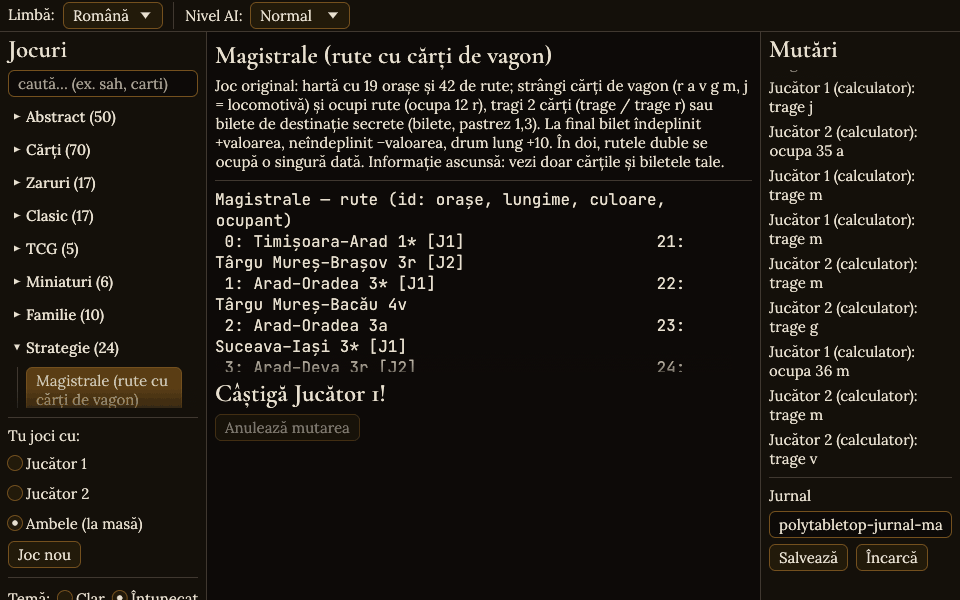 Limbă:
Română
Nivel AI:
Normal
Jocuri
caută... (ex. sah, carti)
Abstract (50)
Cărți (70)
Zaruri (17)
Clasic (17)
TCG (5)
Miniaturi (6)
Familie (10)
Strategie (24)
Magistrale (rute cu
cărți de vagon)
Tu joci cu:
Jucător 1
Jucător 2
Ambele (la masă)
Joc nou
Temă:
Clar
Întunecat
Magistrale (rute cu cărți de vagon)
Joc original: hartă cu 19 orașe și 42 de rute; strângi cărți de vagon (r a v g m, j
= locomotivă) și ocupi rute (ocupa 12 r), tragi 2 cărți (trage / trage r) sau
bilete de destinație secrete (bilete, pastrez 1,3). La final bilet îndeplinit
+valoarea, neîndeplinit −valoarea, drum lung +10. În doi, rutele duble se
ocupă o singură dată. Informație ascunsă: vezi doar cărțile și biletele tale.
Magistrale — rute (id: orașe, lungime, culoare,
ocupant)
0: Timișoara–Arad 1* [J1] 21:
Târgu Mureș–Brașov 3r [J2]
1: Arad–Oradea 3* [J1] 22:
Târgu Mureș–Bacău 4v
2: Arad–Oradea 3a 23:
Suceava–Iași 3* [J1]
3: Arad–Deva 3r [J2] 24:
Câștigă Jucător 1!
Anulează mutarea
Mutări
Jucător 1 (calculator):
trage j
Jucător 2 (calculator):
ocupa 35 a
Jucător 1 (calculator):
trage m
Jucător 1 (calculator):
trage m
Jucător 2 (calculator):
trage m
Jucător 2 (calculator):
trage g
Jucător 1 (calculator):
ocupa 36 m
Jucător 2 (calculator):
trage m
Jucător 2 (calculator):
trage v
Jurnal
polytabletop-jurnal-ma
Salvează
Încarcă